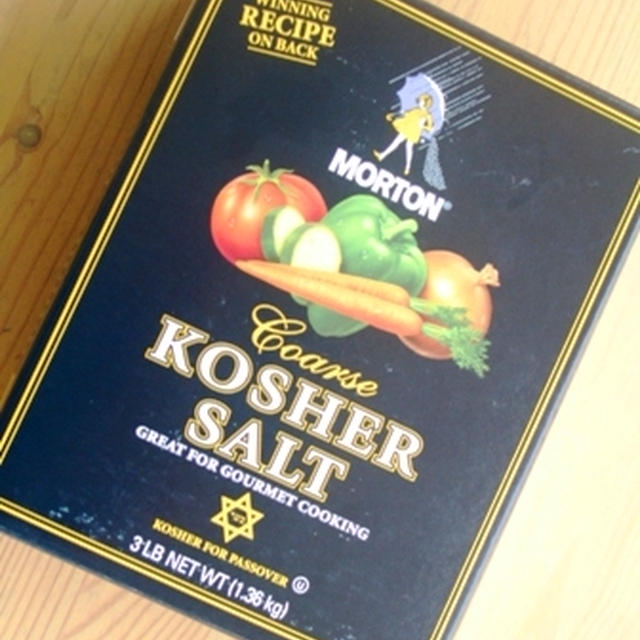 WINNING
RECIPE
ON BACK
MORTON®
Coarse
KOSHER
SALT
GREAT FOR GOURMET COOKING
KOSHER FOR PASSOVER Ⓤ
3 LB NET WT (1.36 kg)